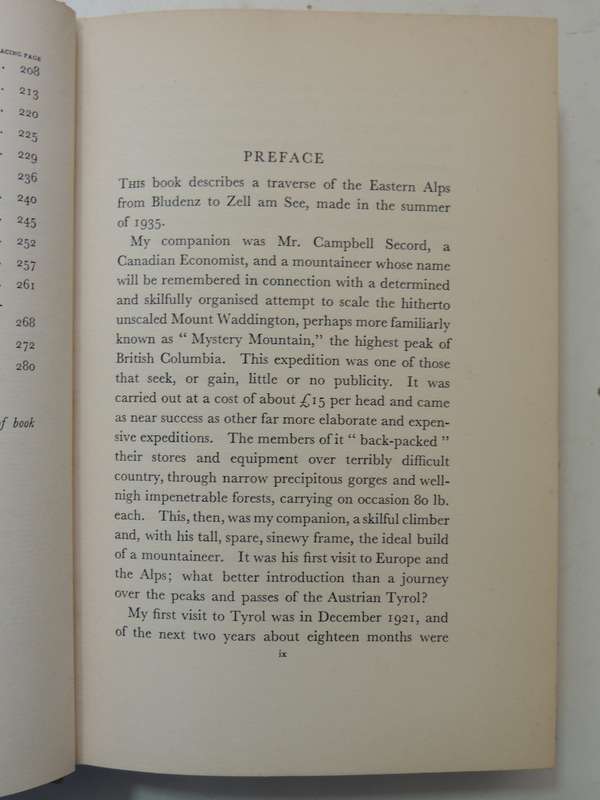 ACING PAGE
. 208
. 213
. 220
. 225
. 229
236
. 240
. 245
. 252
. 257
. 261
268
272
280
of book
PREFACE
THIS book describes a traverse of the Eastern Alps
from Bludenz to Zell am See, made in the summer
of 1935.
My companion was Mr. Campbell Secord, a
Canadian Economist, and a mountaineer whose name
will be remembered in connection with a determined
and skilfully organised attempt to scale the hitherto
unscaled Mount Waddington, perhaps more familiarly
known as “ Mystery Mountain,” the highest peak of
British Columbia. This expedition was one of those
that seek, or gain, little or no publicity. It was
carried out at a cost of about £15 per head and came
as near success as other far more elaborate and expen-
sive expeditions. The members of it “ back-packed ”
their stores and equipment over terribly difficult
country, through narrow precipitous gorges and well-
nigh impenetrable forests, carrying on occasion 80 lb.
each. This, then, was my companion, a skilful climber
and, with his tall, spare, sinewy frame, the ideal build
of a mountaineer. It was his first visit to Europe and
the Alps; what better introduction than a journey
over the peaks and passes of the Austrian Tyrol?
My first visit to Tyrol was in December 1921, and
of the next two years about eighteen months were
ix